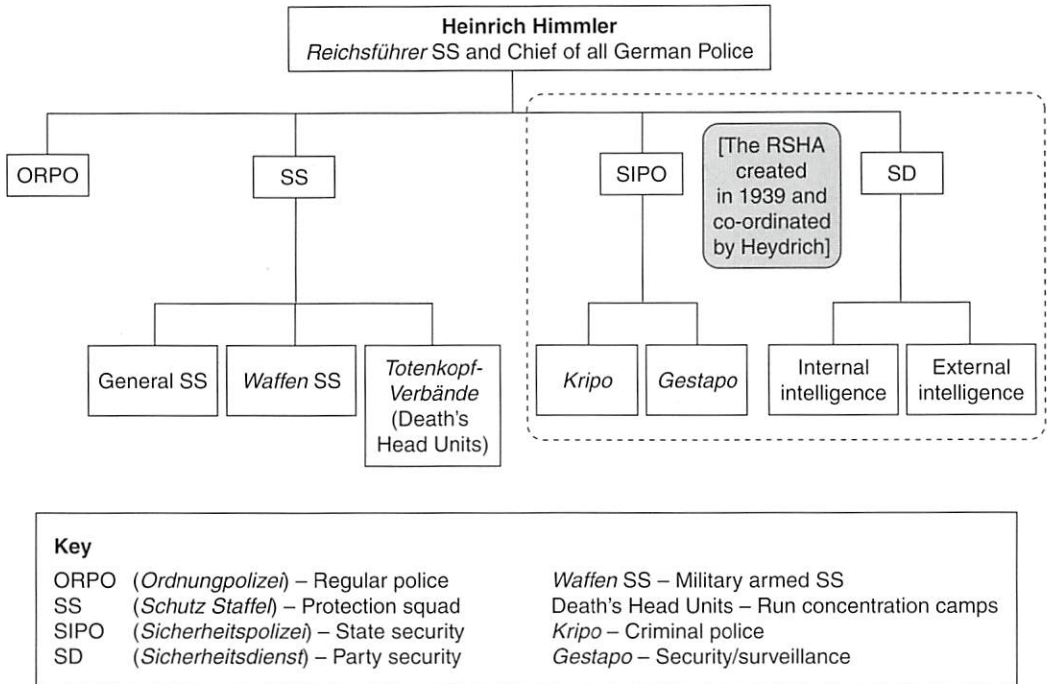 Heinrich Himmler
Reichsführer SS and Chief of all German Police
ORPO
SS
SIPO
[The RSHA
created
in 1939 and
co-ordinated
by Heydrich]
SD
General SS
Waffen SS
Totenkopf-
Verbände
(Death's
Head Units)
Kripo
Gestapo
Internal
intelligence
External
intelligence
Key
ORPO (Ordnungpolizei) – Regular police
SS (Schutz Staffel) – Protection squad
SIPO (Sicherheitspolizei) – State security
SD (Sicherheitsdienst) – Party security
Waffen SS – Military armed SS
Death's Head Units – Run concentration camps
Kripo – Criminal police
Gestapo – Security/surveillance